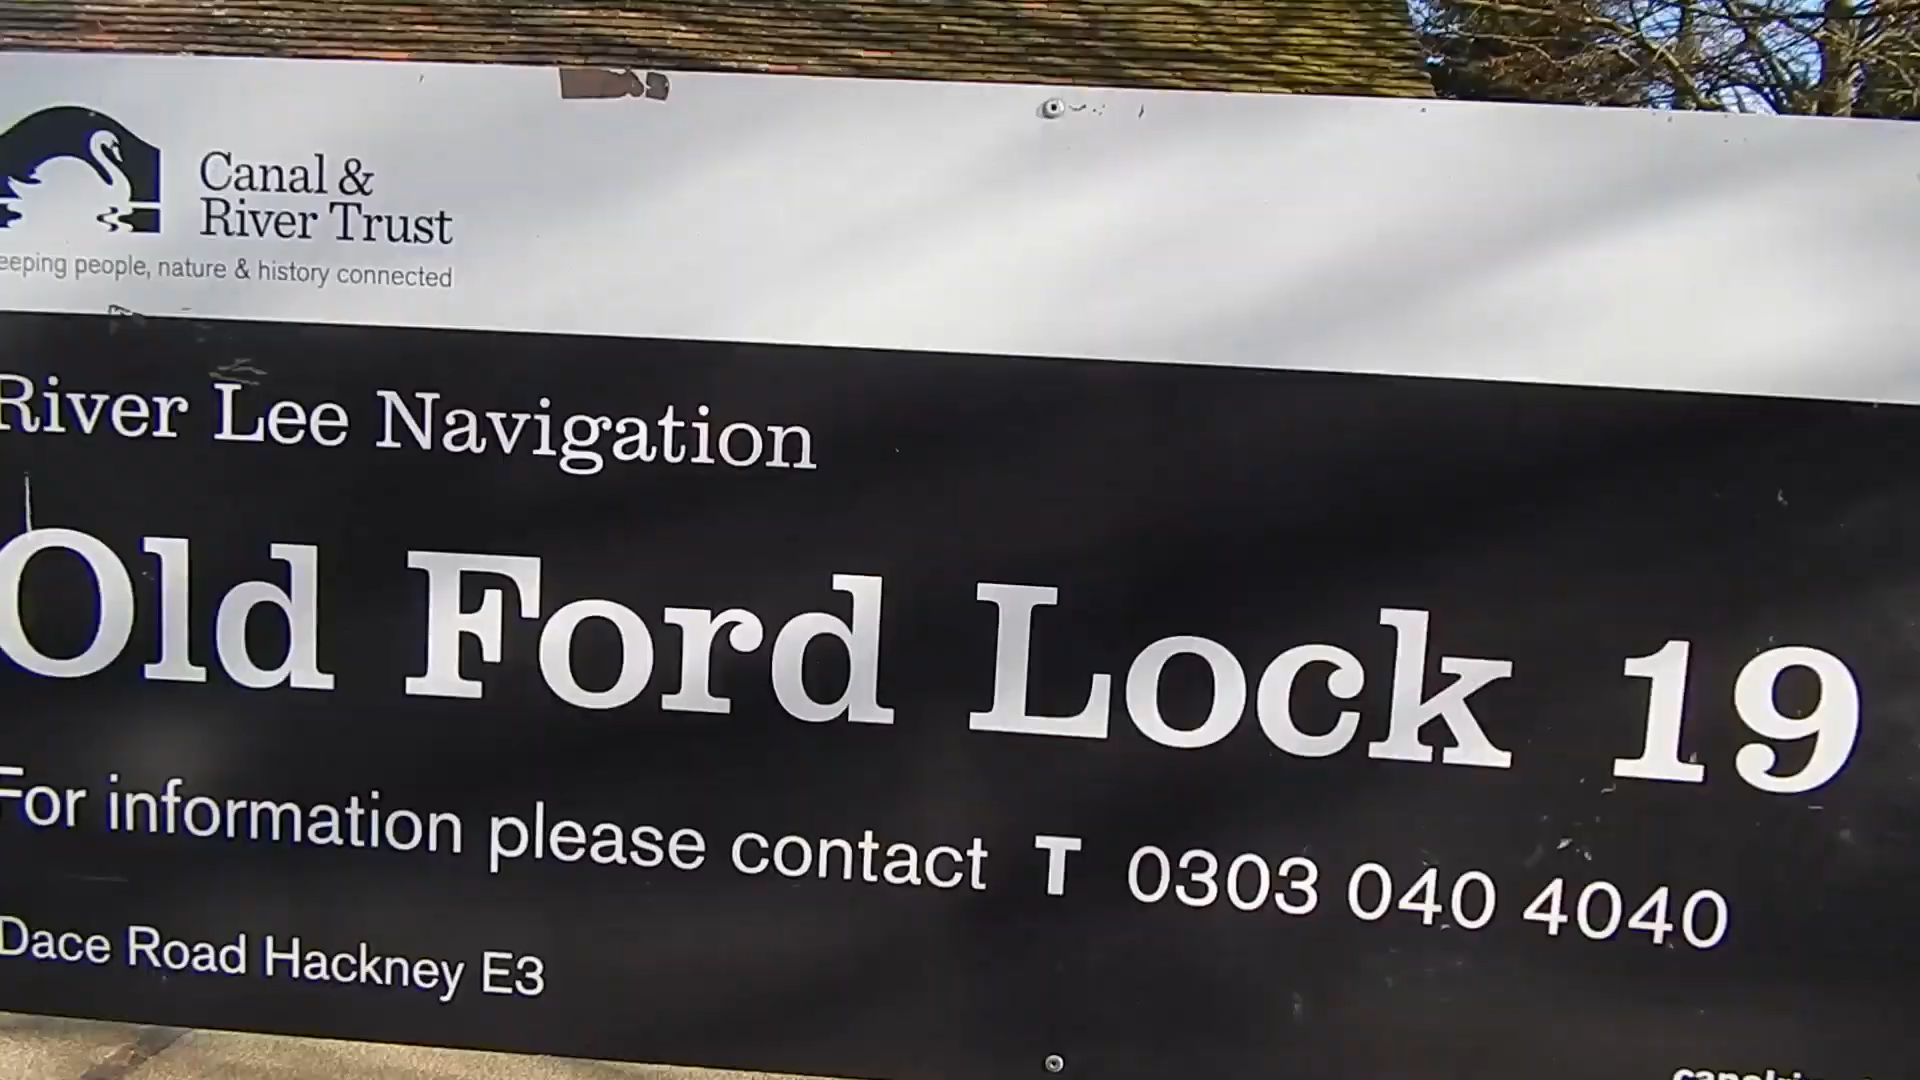 Canal &
River Trust
eeping people, nature & history connected
River Lee Navigation
Old Ford Lock 19
For information please contact T 0303 040 4040
Dace Road Hackney E3